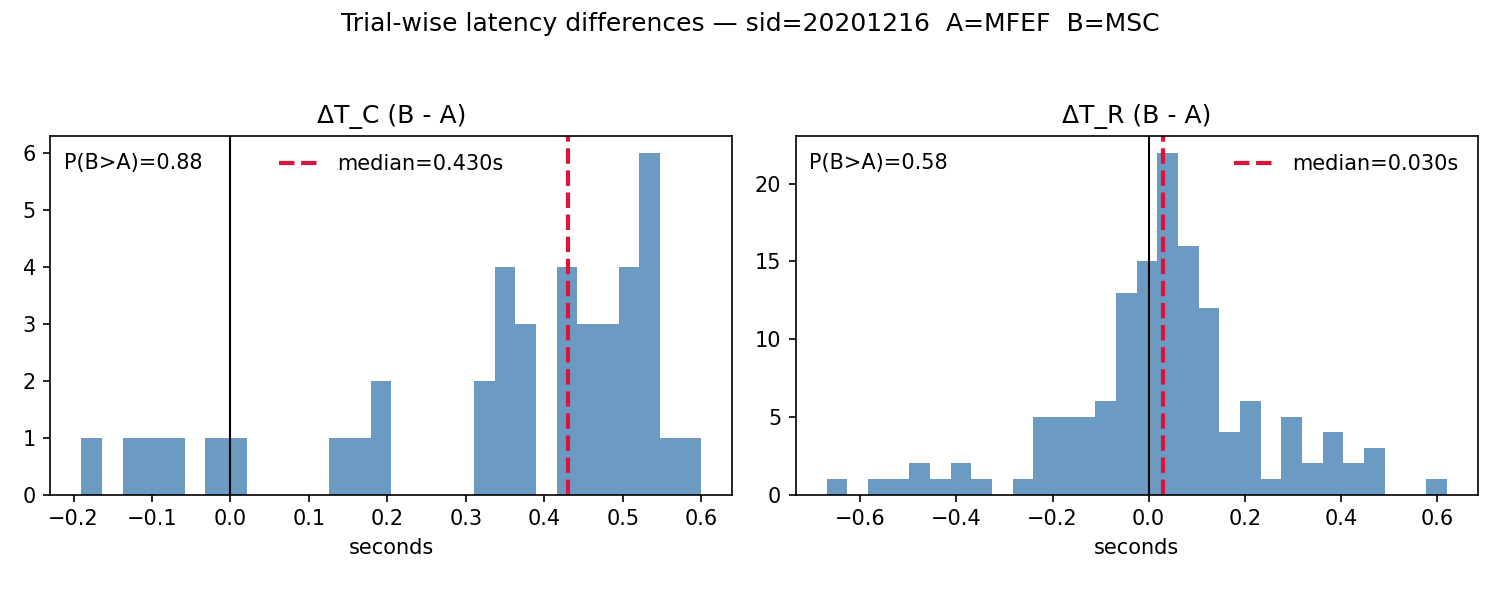 Trial-wise latency differences — sid=20201216  A=MFEF  B=MSC
ΔT_C (B - A)
P(B>A)=0.88
median=0.430s
6
5
4
3
2
1
0
−0.2 −0.1 0.0 0.1 0.2 0.3 0.4 0.5 0.6
seconds
ΔT_R (B - A)
P(B>A)=0.58
median=0.030s
20
15
10
5
0
−0.6 −0.4 −0.2 0.0 0.2 0.4 0.6
seconds